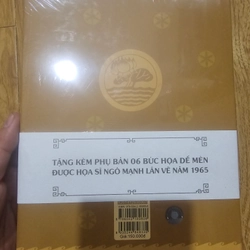 TẶNG KÈM PHỤ BẢN 06 BỨC HỌA DẾ MÈN
ĐƯỢC HỌA SĨ NGÔ MẠNH LÂN VẼ NĂM 1965